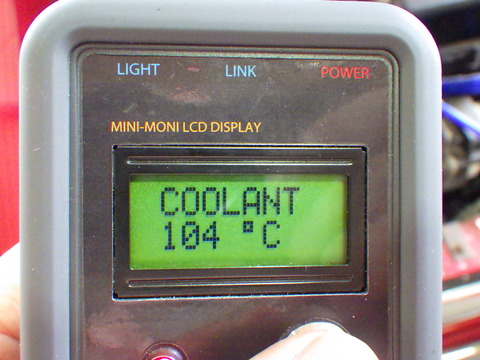 LIGHT LINK POWER
MINI-MONI LCD DISPLAY
COOLANT
104 °C